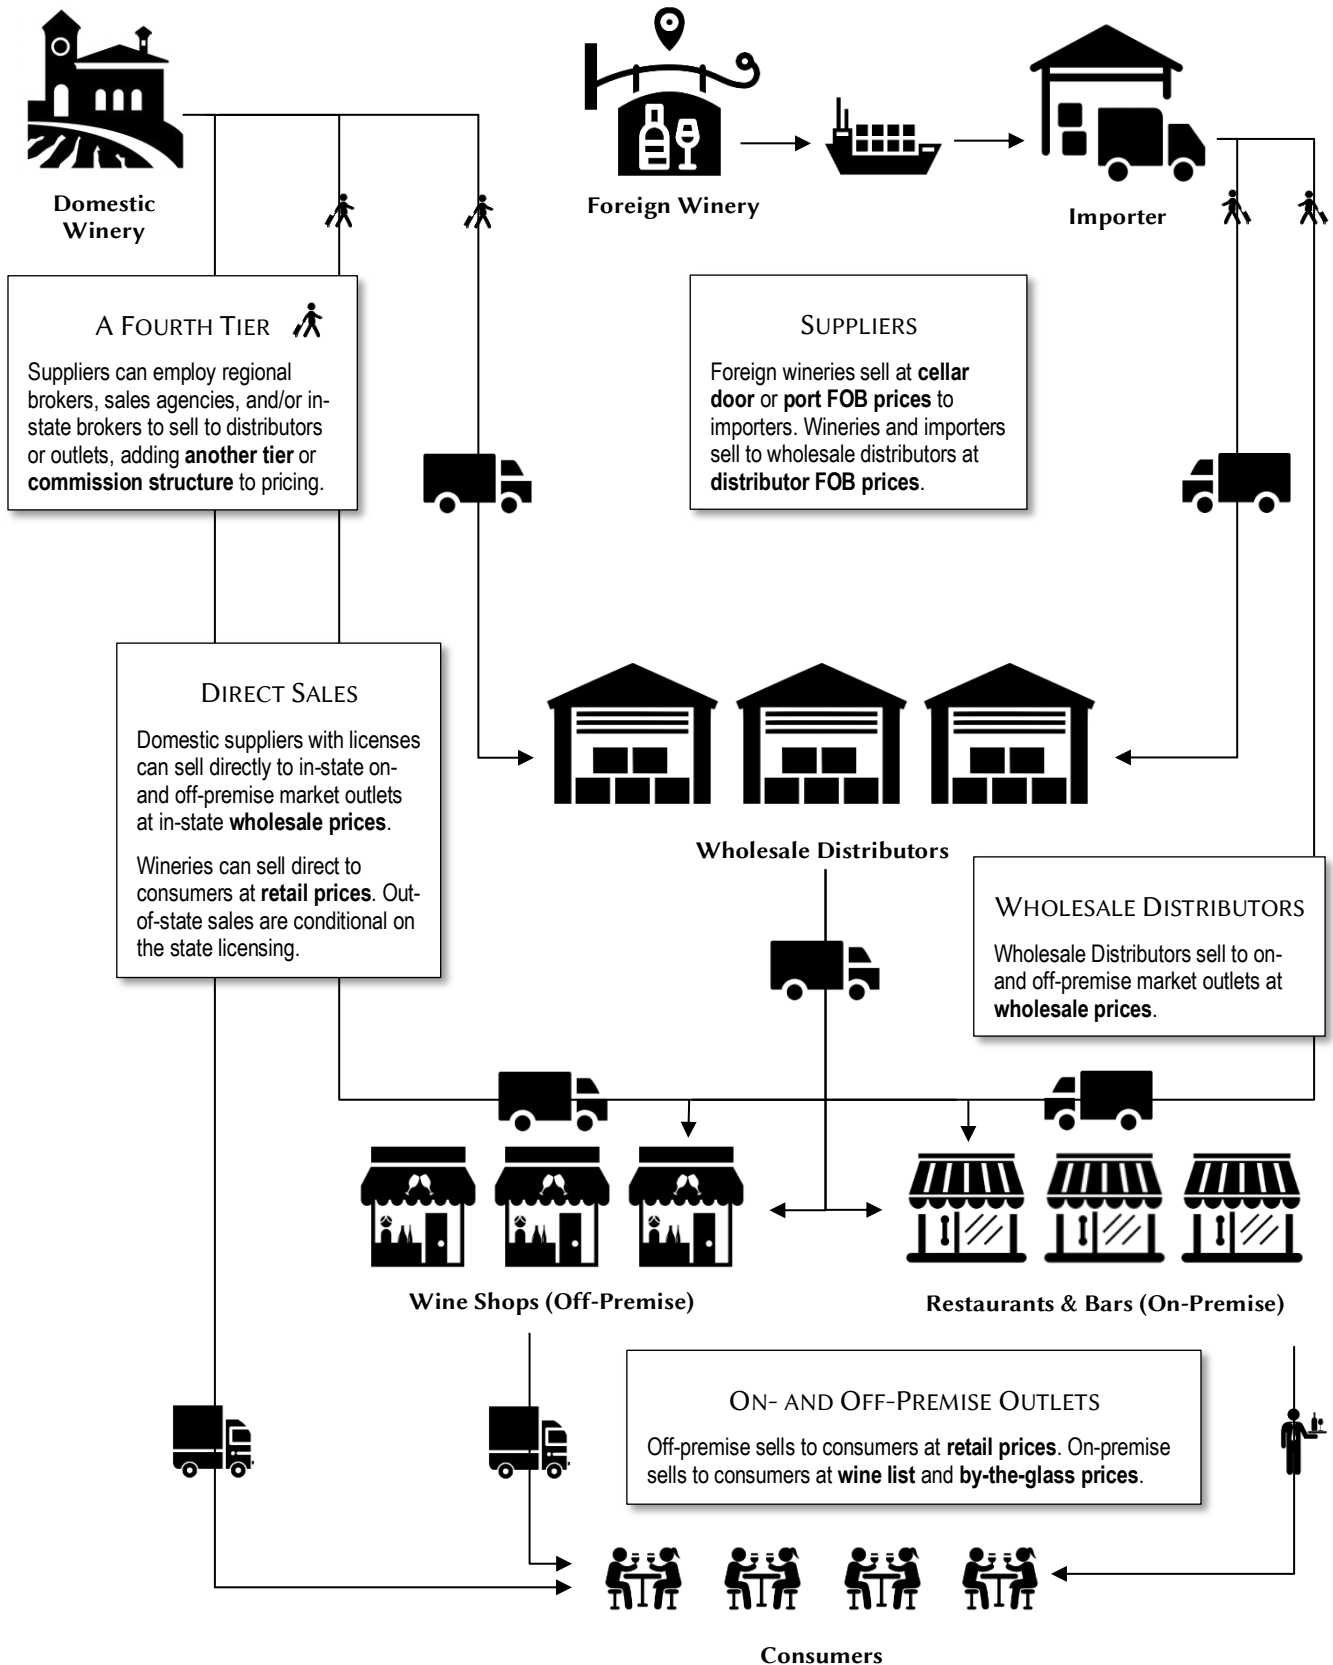 Domestic
Winery
Foreign Winery
Importer
A FOURTH TIER
Suppliers can employ regional
brokers, sales agencies, and/or in-
state brokers to sell to distributors
or outlets, adding another tier or
commission structure to pricing.
SUPPLIERS
Foreign wineries sell at cellar
door or port FOB prices to
importers. Wineries and importers
sell to wholesale distributors at
distributor FOB prices.
DIRECT SALES
Domestic suppliers with licenses
can sell directly to in-state on-
and off-premise market outlets
at in-state wholesale prices.
Wineries can sell direct to
consumers at retail prices. Out-
of-state sales are conditional on
the state licensing.
Wholesale Distributors
WHOLESALE DISTRIBUTORS
Wholesale Distributors sell to on-
and off-premise market outlets at
wholesale prices.
Wine Shops (Off-Premise)
Restaurants & Bars (On-Premise)
ON- AND OFF-PREMISE OUTLETS
Off-premise sells to consumers at retail prices. On-premise
sells to consumers at wine list and by-the-glass prices.
Consumers